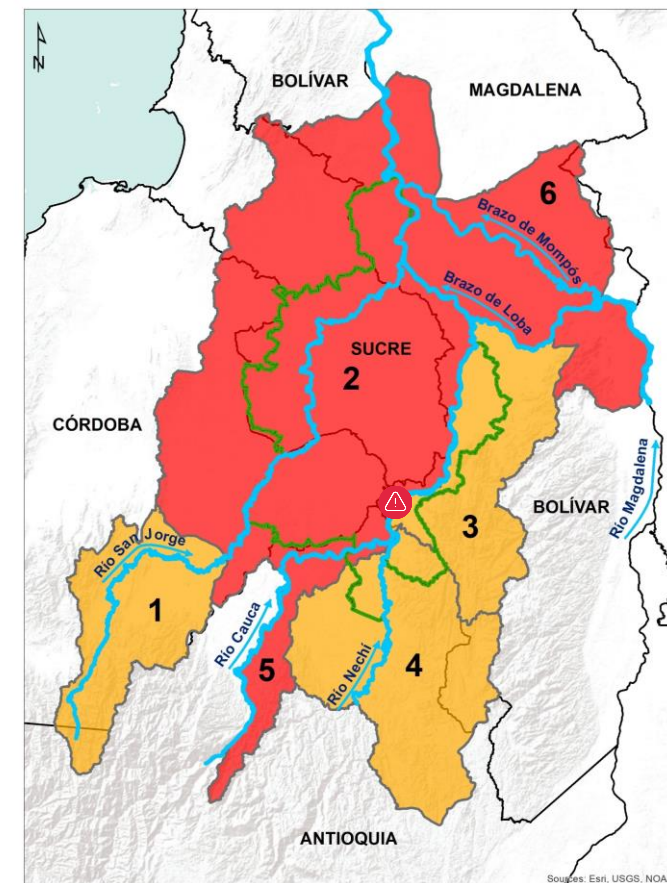 N
BOLÍVAR
MAGDALENA
6
Brazo de Mompós
Brazo de Loba
SUCRE
2
CÓRDOBA
Río Magdalena
BOLÍVAR
3
Río San Jorge
1
Río Cauca
5
Río Nechí
4
ANTIOQUIA
Sources: Esri, USGS, NOA